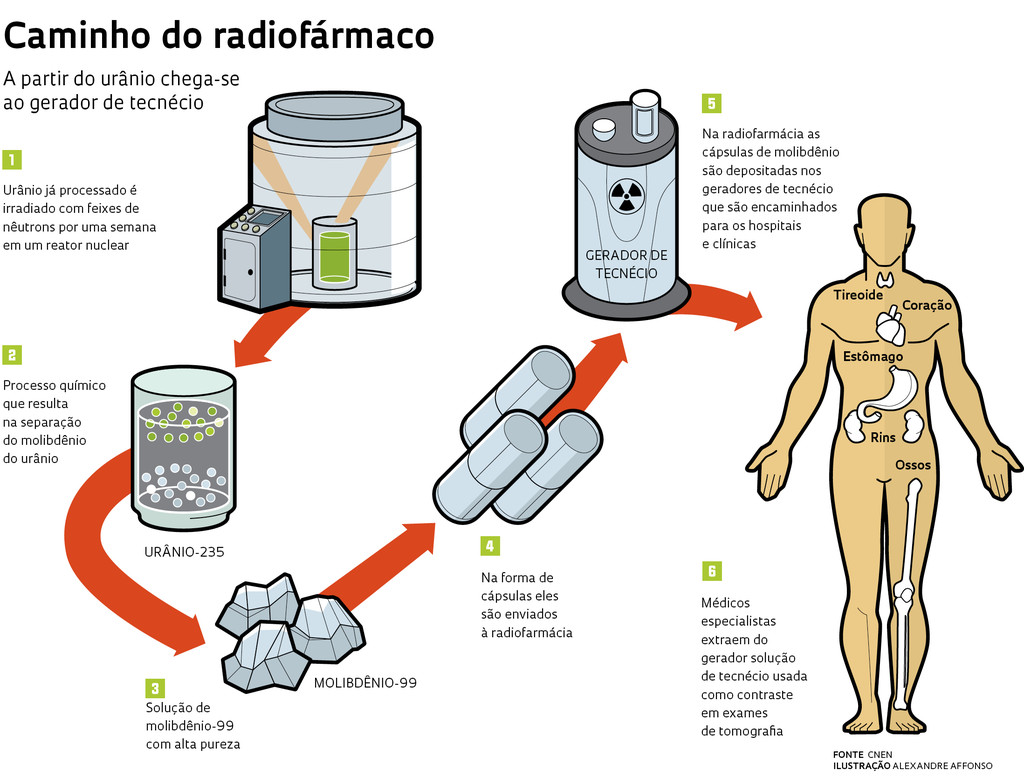 Caminho do radiofármaco
A partir do urânio chega-se
ao gerador de tecnécio
1
Urânio já processado é
irradiado com feixes de
nêutrons por uma semana
em um reator nuclear
2
Processo químico
que resulta
na separação
do molibdênio
do urânio
URÂNIO-235
3
Solução de
molibdênio-99
com alta pureza
MOLIBDÊNIO-99
4
Na forma de
cápsulas eles
são enviados
à radiofarmácia
GERADOR DE
TECNÉCIO
5
Na radiofarmácia as
cápsulas de molibdênio
são depositadas nos
geradores de tecnécio
que são encaminhados
para os hospitais
e clínicas
6
Médicos
especialistas
extraem do
gerador solução
de tecnécio usada
como contraste
em exames
de tomografia
Tireoide
Coração
Estômago
Rins
Ossos
FONTE CNEN
ILUSTRAÇÃO ALEXANDRE AFFONSO